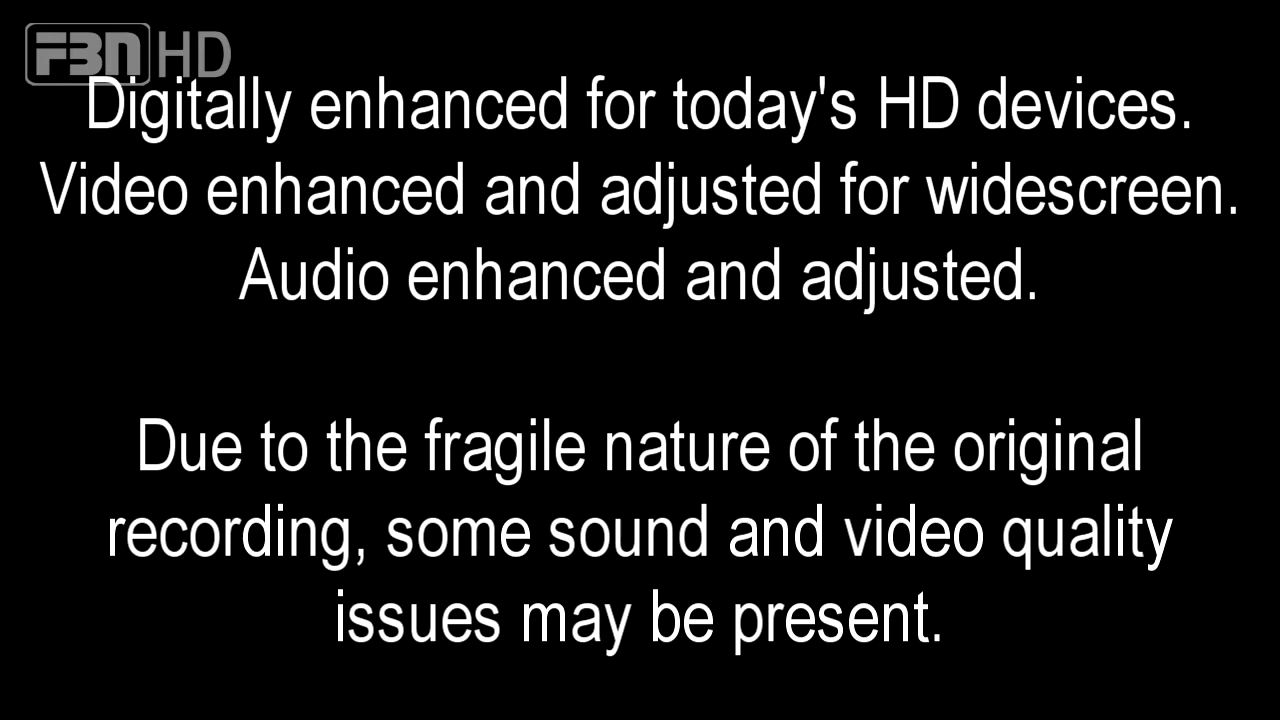 FBN HD
Digitally enhanced for today's HD devices.
Video enhanced and adjusted for widescreen.
Audio enhanced and adjusted.
Due to the fragile nature of the original
recording, some sound and video quality
issues may be present.